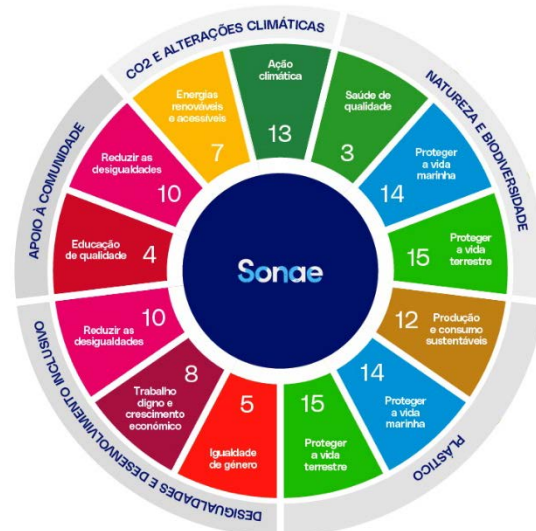 CO2 E ALTERAÇÕES CLIMÁTICAS
Energias
renováveis
e acessíveis
7
Ação
climática
13
NATUREZA E BIODIVERSIDADE
Saúde de
qualidade
3
Proteger
a vida
marinha
14
15
Proteger
a vida
terrestre
PLÁSTICO
12
Produção
e consumo
sustentáveis
14
Proteger
a vida
marinha
15
Proteger
a vida
terrestre
DESIGUALDADES E DESENVOLVIMENTO INCLUSIVO
5
Igualdade
de género
8
Trabalho
digno e
crescimento
económico
10
Reduzir as
desigualdades
APOIO À COMUNIDADE
Educação
de qualidade
4
Reduzir as
desigualdades
10
Sonae